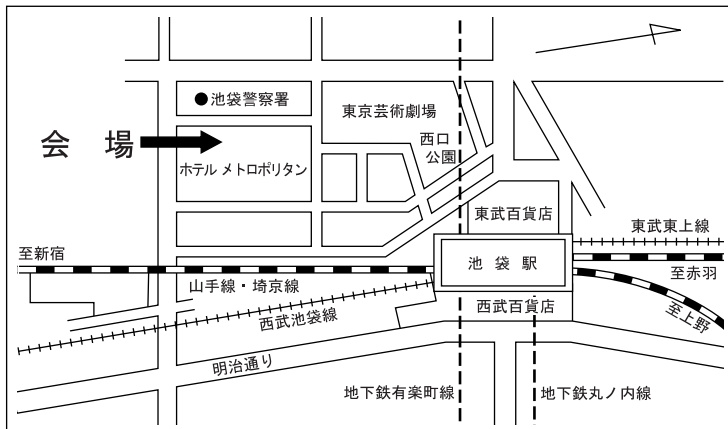 池袋警察署
東京芸術劇場
会場
西口
公園
ホテル メトロポリタン
東武百貨店
東武東上線
至新宿
池袋駅
至赤羽
山手線・埼京線
西武百貨店
至上野
西武池袋線
明治通り
地下鉄有楽町線
地下鉄丸ノ内線